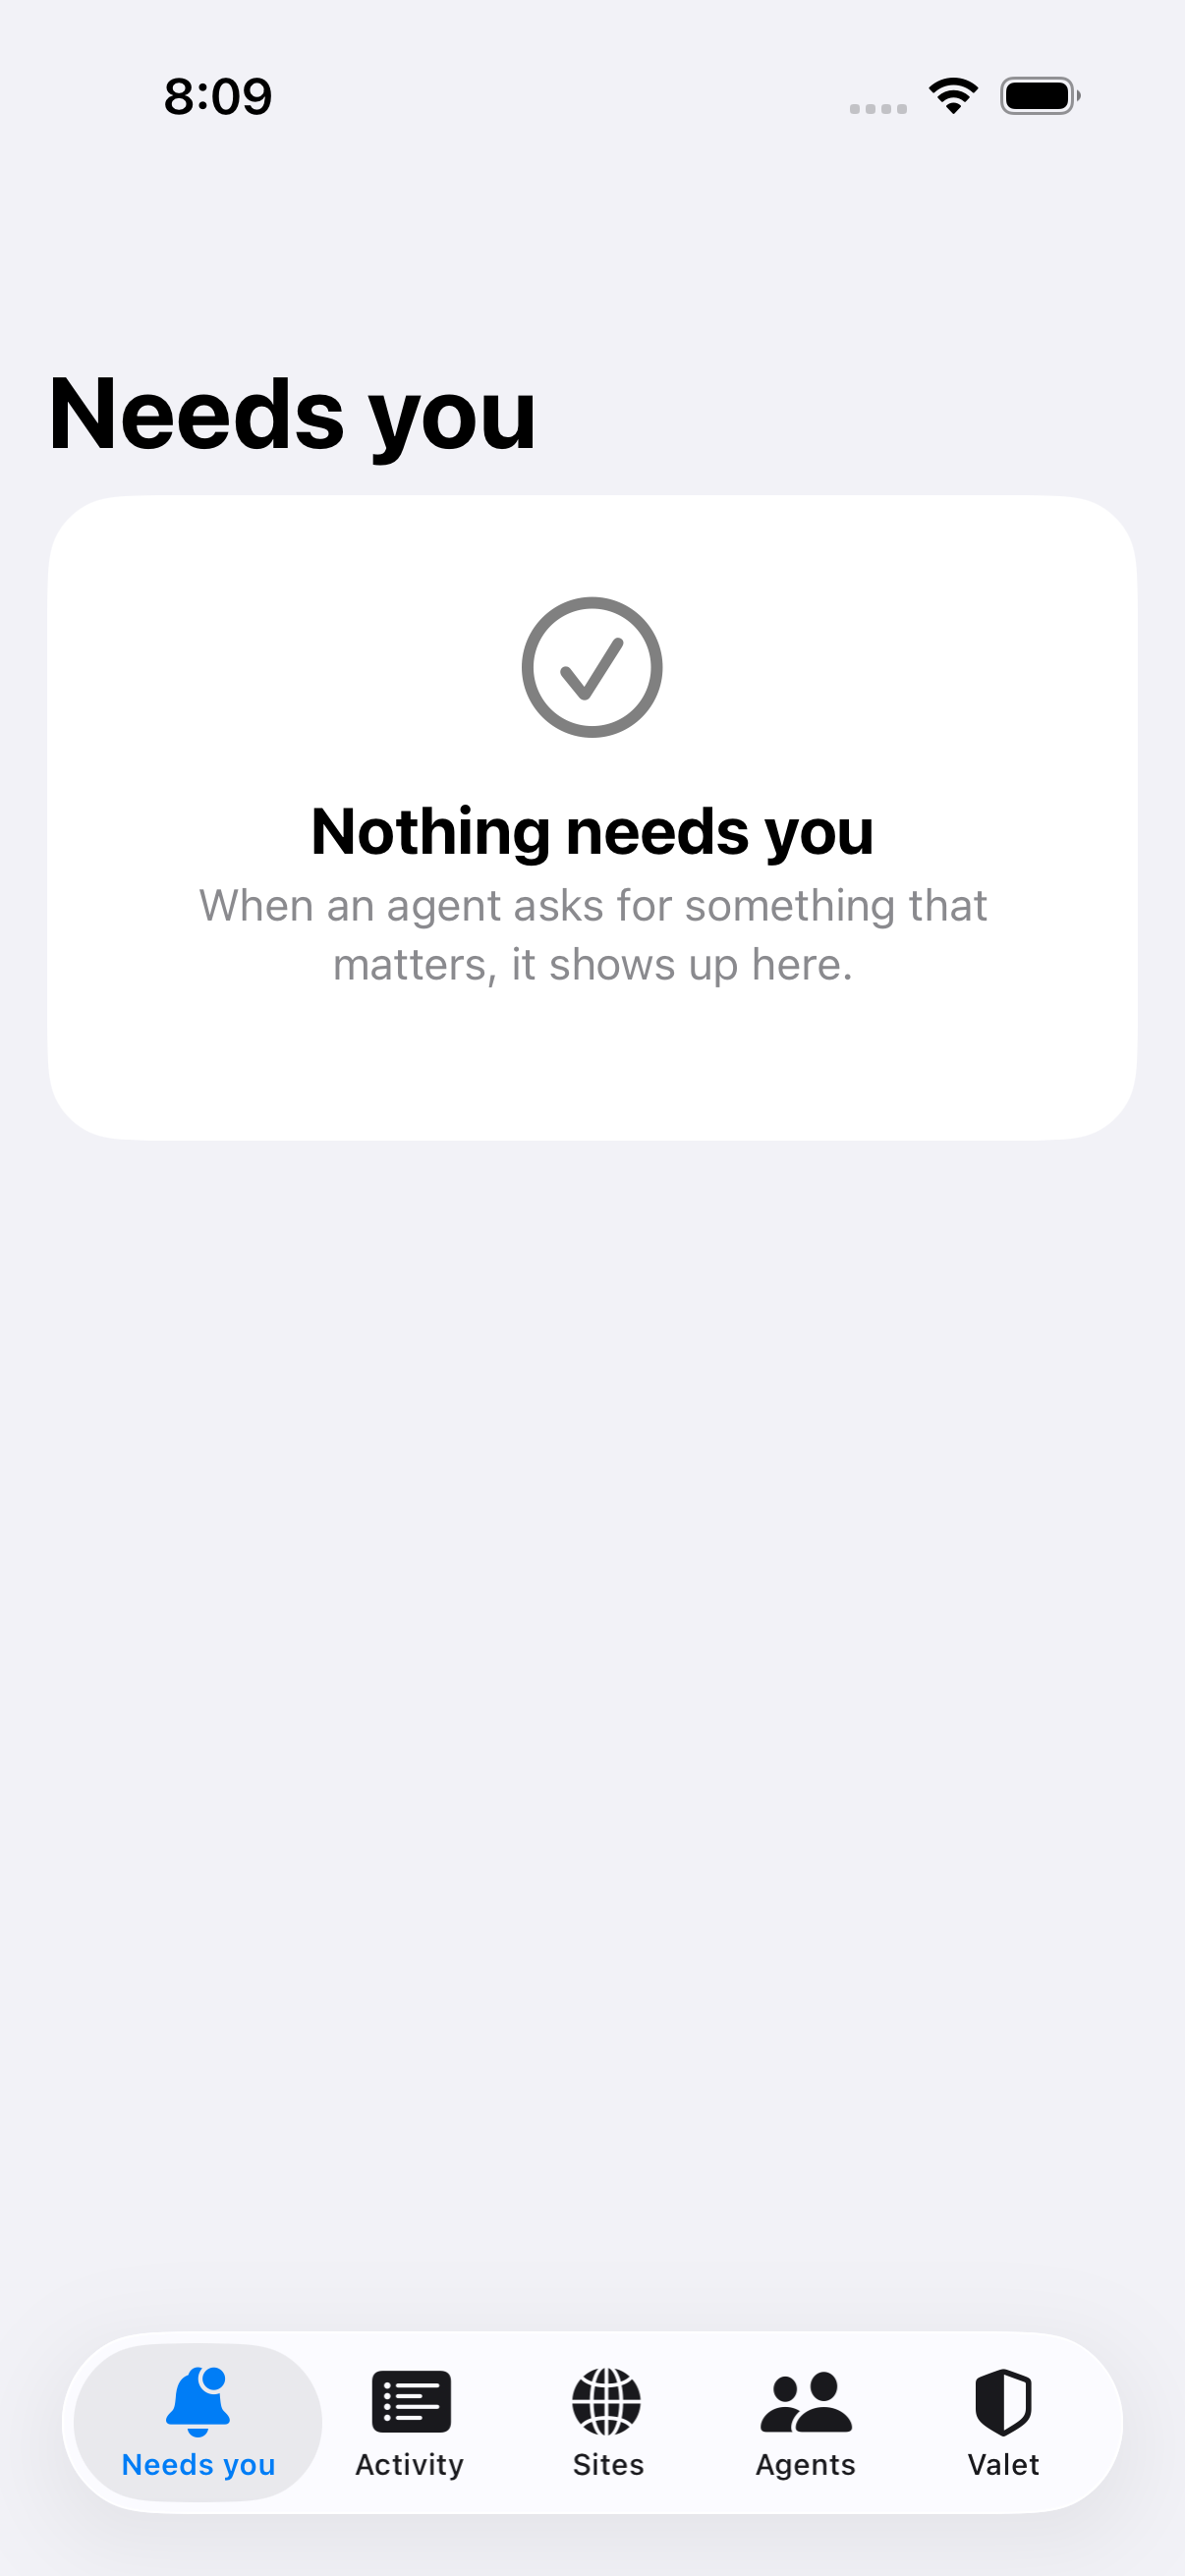 8:09
Needs you
Nothing needs you
When an agent asks for something that
matters, it shows up here.
Needs you
Activity
Sites
Agents
Valet